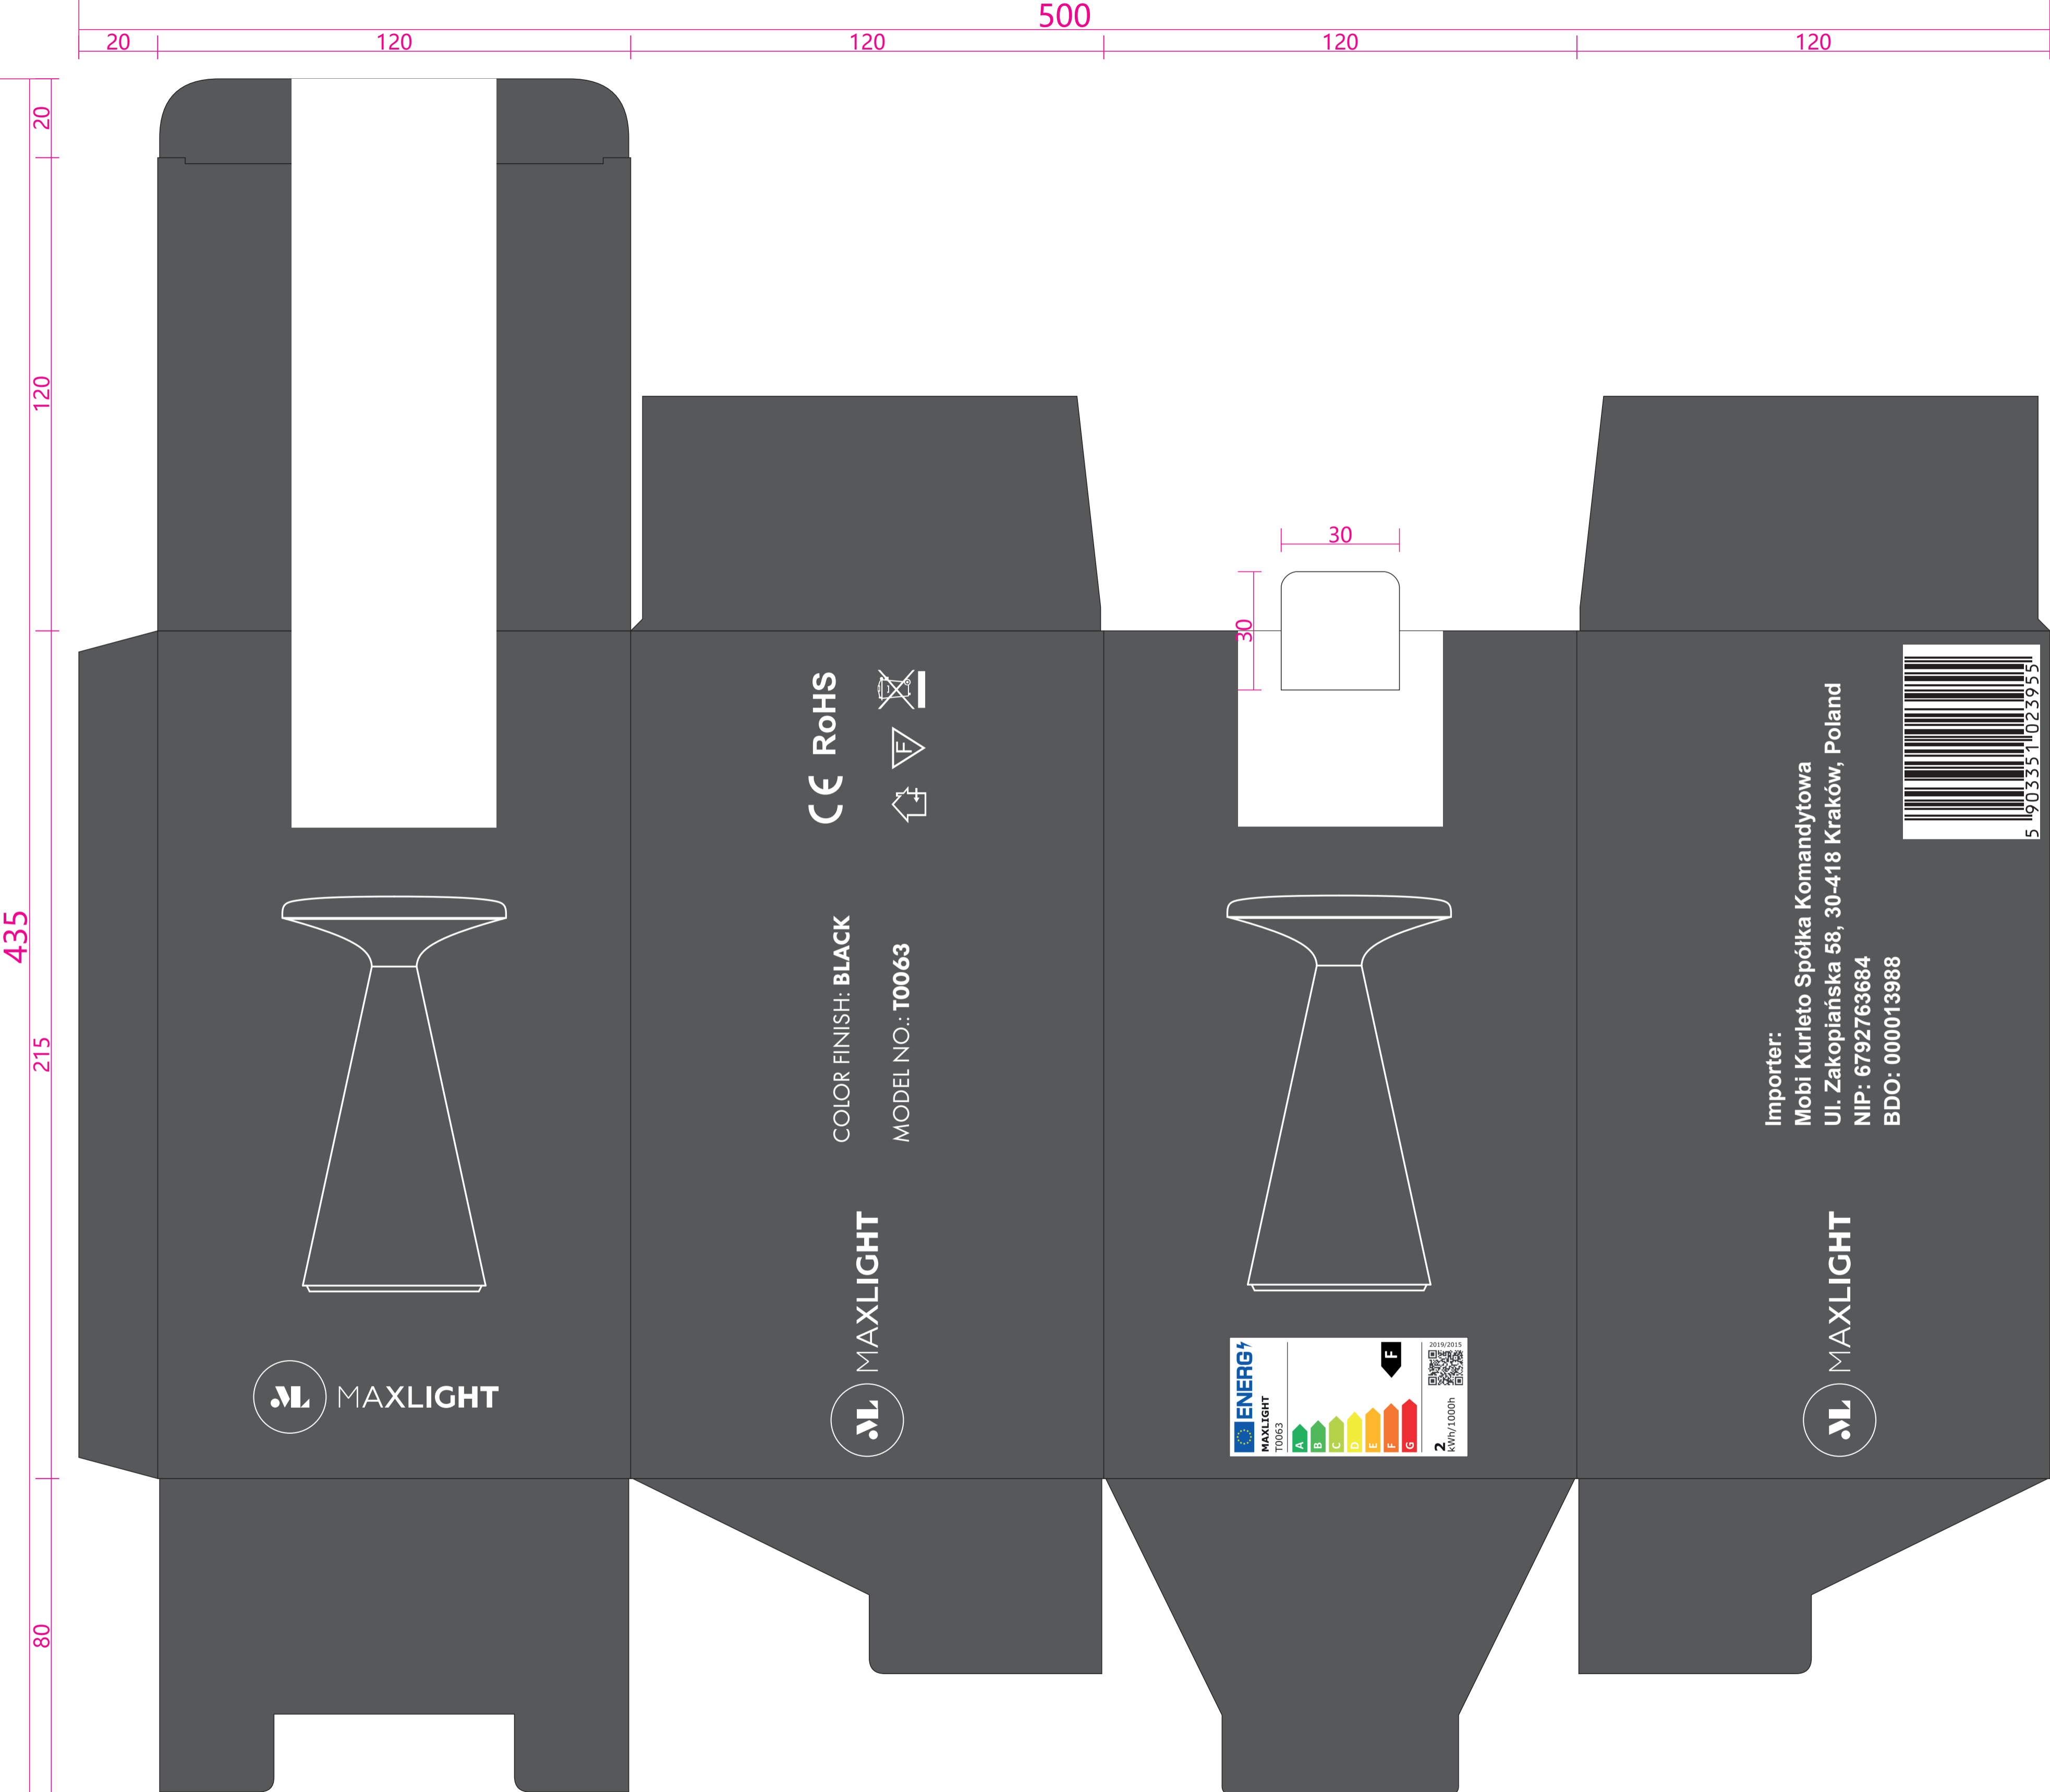 500
20
120
120
120
120
20
120
435
215
80
30
30
CE RoHS
F
COLOR FINISH: BLACK
MODEL NO.: T0063
MAXLIGHT
MAXLIGHT
ENERG
MAXLIGHT
T0063
A
B
C
D
E
F
G
F
2
kWh/1000h
2019/2015
Importer:
Mobi Kurleto Spółka Komandytowa
Ul. Zakopiańska 58, 30-418 Kraków, Poland
NIP: 6792763684
BDO: 000013988
5 903351 023955
MAXLIGHT